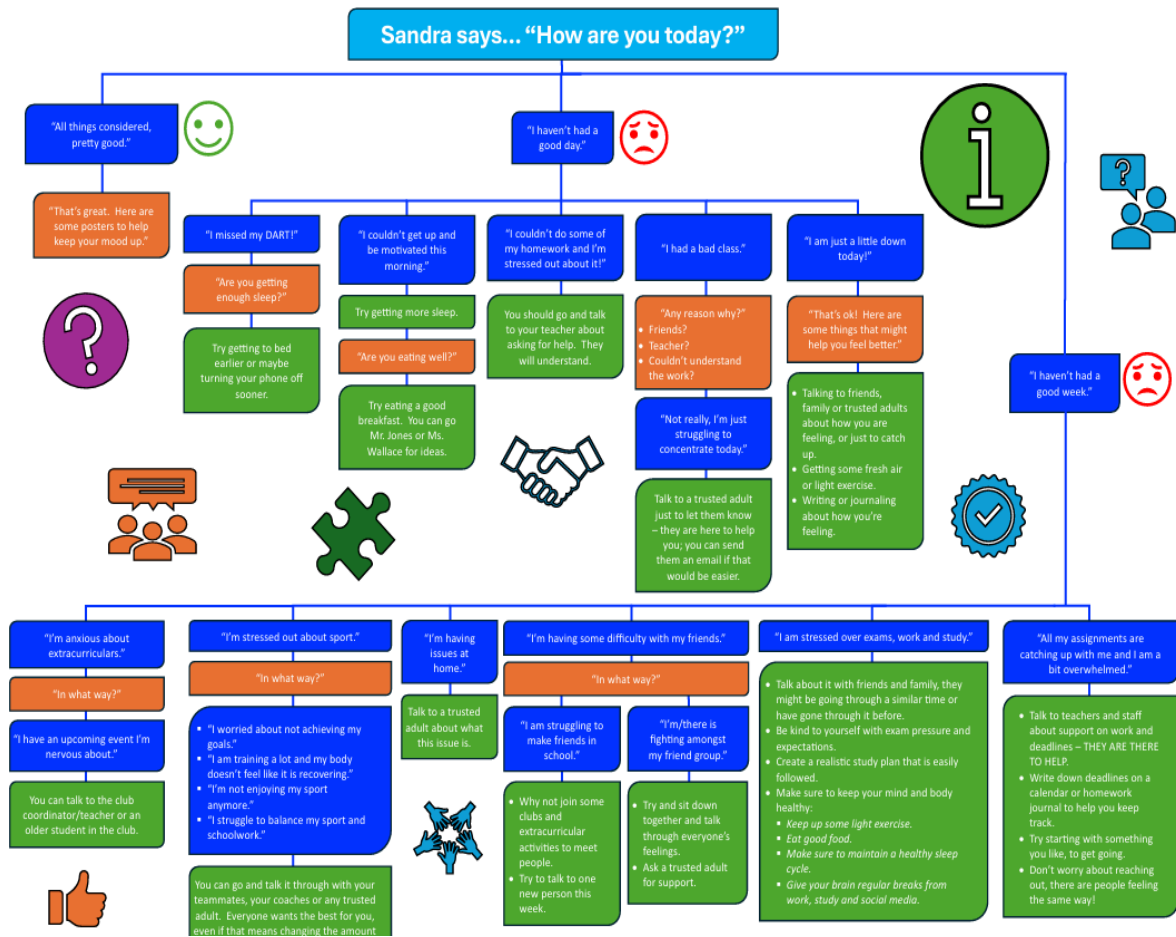 Sandra says... “How are you today?”
“All things considered,
pretty good.”
“That’s great. Here are
some posters to help
keep your mood up.”
“I haven’t had a
good day.”
“I missed my DART!”
“Are you getting
enough sleep?”
Try getting to bed
earlier or maybe
turning your phone off
sooner.
“I couldn’t get up and
be motivated this
morning.”
Try getting more sleep.
“Are you eating well?”
Try eating a good
breakfast. You can go
Mr. Jones or Ms.
Wallace for ideas.
“I couldn’t do some
of my homework and I’m
stressed out about it!”
You should go and talk
to your teacher about
asking for help. They
will understand.
“I had a bad class.”
“Any reason why?”
• Friends?
• Teacher?
• Couldn’t understand
the work?
“Not really, I’m just
struggling to
concentrate today.”
Talk to a trusted adult
just to let them know
– they are here to help
you; you can send
them an email if that
would be easier.
“I am just a little down
today!”
“That’s ok! Here are
some things that might
help you feel better.”
• Talking to friends,
family or trusted adults
about how you are
feeling, or just to catch
up.
• Getting some fresh air
or light exercise.
• Writing or journaling
about how you’re
feeling.
“I haven’t had a
good week.”
“I’m anxious about
extracurriculars.”
“In what way?”
“I have an upcoming event I’m
nervous about.”
You can talk to the club
coordinator/teacher or an
older student in the club.
“I’m stressed out about sport.”
“In what way?”
• “I worried about not achieving my
goals.”
• “I am training a lot and my body
doesn’t feel like it is recovering.”
• “I’m not enjoying my sport
anymore.”
• “I struggle to balance my sport and
schoolwork.”
You can go and talk it through with your
teammates, your coaches or any trusted
adult. Everyone wants the best for you,
even if that means changing the amount
“I’m having
issues at
home.”
Talk to a trusted
adult about what
this issue is.
“I’m having some difficulty with my friends.”
“In what way?”
“I am struggling to
make friends in
school.”
• Why not join some
clubs and
extracurricular
activities to meet
people.
• Try to talk to one
new person this
week.
“I’m/there is
fighting amongst
my friend group.”
• Try and sit down
together and talk
through everyone’s
feelings.
• Ask a trusted adult
for support.
“I am stressed over exams, work and study.”
• Talk about it with friends and family, they
might be going through a similar time or
have gone through it before.
• Be kind to yourself with exam pressure and
expectations.
• Create a realistic study plan that is easily
followed.
• Make sure to keep your mind and body
healthy:
▪ Keep up some light exercise.
▪ Eat good food.
▪ Make sure to maintain a healthy sleep
cycle.
▪ Give your brain regular breaks from
work, study and social media.
“All my assignments are
catching up with me and I am a
bit overwhelmed.”
• Talk to teachers and staff
about support on work and
deadlines – THEY ARE THERE
TO HELP.
• Write down deadlines on a
calendar or homework
journal to help you keep
track.
• Try starting with something
you like, to get going.
• Don’t worry about reaching
out, there are people feeling
the same way!